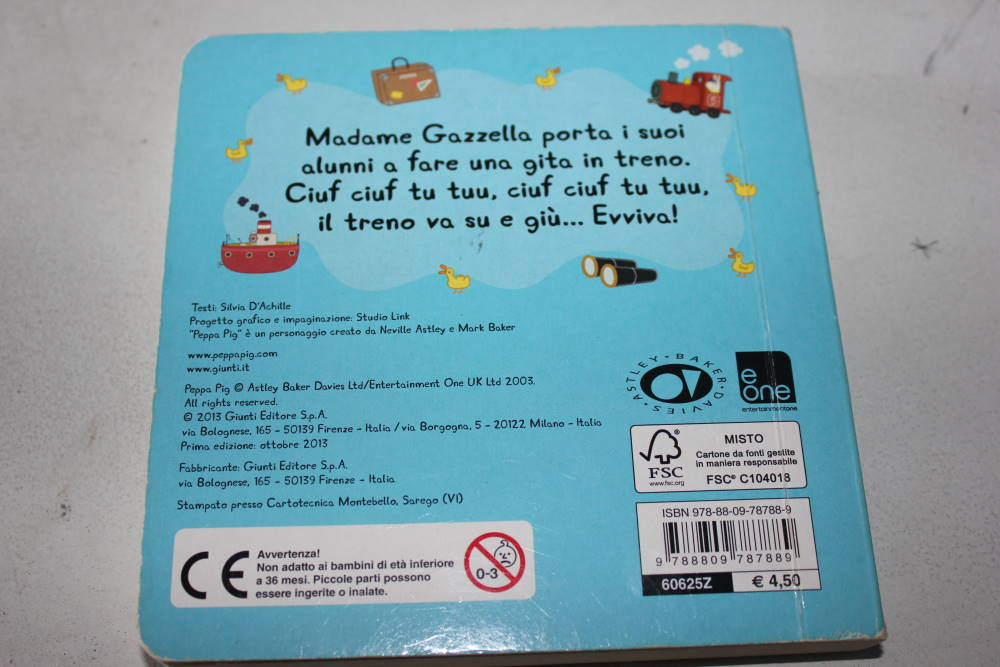 Madame Gazzella porta i suoi
alunni a fare una gita in treno.
Ciuf ciuf tu tuu, ciuf ciuf tu tuu,
il treno va su e giù... Evviva!
Testi: Silvia D'Achille
Progetto grafico e impaginazione: Studio Link
"Peppa Pig" è un personaggio creato da Neville Astley e Mark Baker
www.peppapig.com
www.giunti.it
Peppa Pig © Astley Baker Davies Ltd/Entertainment One UK Ltd 2003.
All rights reserved.
© 2013 Giunti Editore S.p.A.
via Bolognese, 165 - 50139 Firenze - Italia / via Borgogna, 5 - 20122 Milano - Italia
Prima edizione: ottobre 2013
Fabbricante: Giunti Editore S.p.A.
via Bolognese, 165 - 50139 Firenze - Italia
Stampato presso Cartotecnica Montebello, Sarego (VI)
CE
Avvertenza!
Non adatto ai bambini di età inferiore
a 36 mesi. Piccole parti possono
essere ingerite o inalate.
0-3
ASTLEY · BAKER · DAVIES
e
one
entertainmentone
FSC
www.fsc.org
MISTO
Cartone da fonti gestite
in maniera responsabile
FSC® C104018
ISBN 978-88-09-78788-9
9 788809 787889
60625Z
€ 4,50